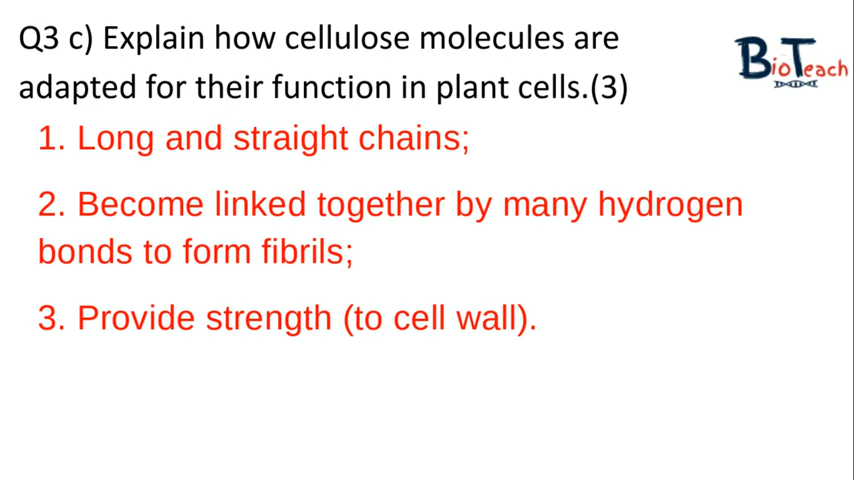 Q3 c) Explain how cellulose molecules are
adapted for their function in plant cells.(3)
BioTeach
1. Long and straight chains;
2. Become linked together by many hydrogen
bonds to form fibrils;
3. Provide strength (to cell wall).